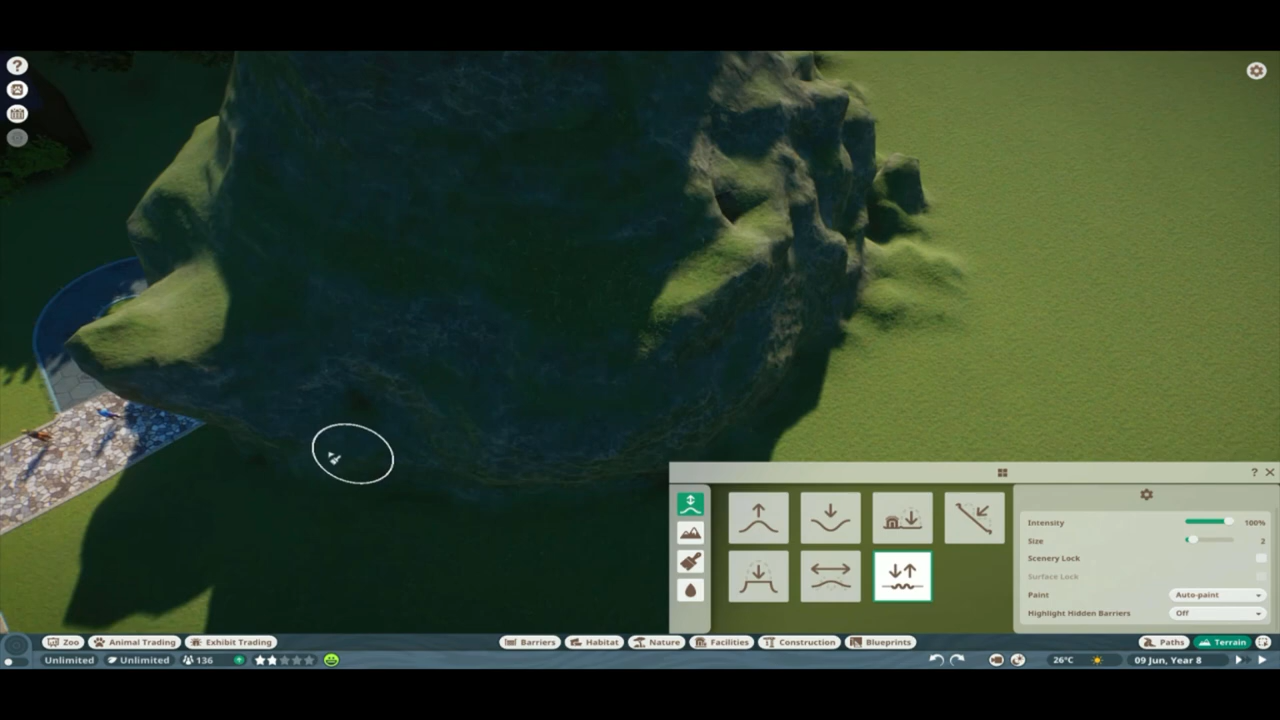 ?
? ×
Intensity 100%
Size 2
Scenery Lock
Surface Lock
Paint Auto-paint
Highlight Hidden Barriers Off
Zoo Animal Trading Exhibit Trading Barriers Habitat Nature Facilities Construction Blueprints Paths Terrain
Unlimited Unlimited 136 26°C 09 Jun, Year 8